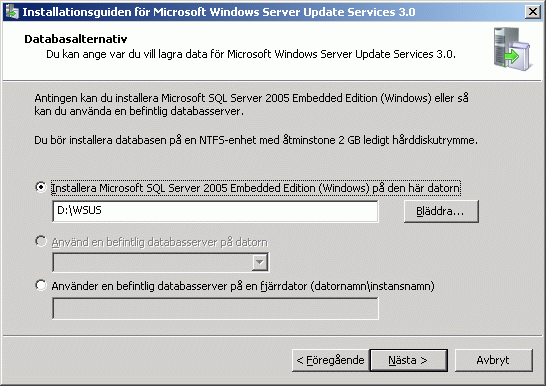 Installationsguiden för Microsoft Windows Server Update Services 3.0
Databasalternativ
Du kan ange var du vill lagra data för Microsoft Windows Server Update Services 3.0.
Antingen kan du installera Microsoft SQL Server 2005 Embedded Edition (Windows) eller så
kan du använda en befintlig databasserver.
Du bör installera databasen på en NTFS-enhet med åtminstone 2 GB ledigt hårddiskutrymme.
Installera Microsoft SQL Server 2005 Embedded Edition (Windows) på den här datorn
D:\WSUS
Bläddra...
Använd en befintlig databasserver på datorn
Använder en befintlig databasserver på en fjärrdator (datornamn\instansnamn)
< Föregående
Nästa >
Avbryt